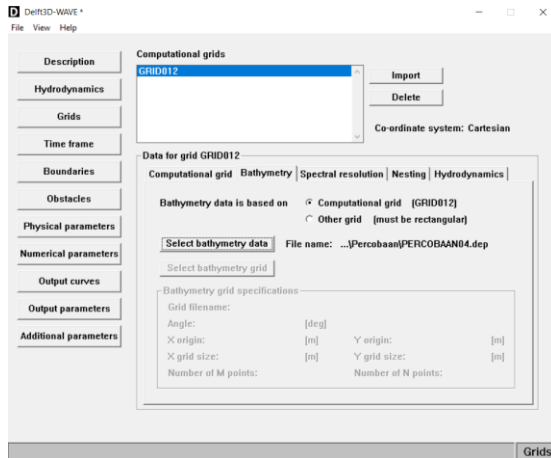 D Delft3D-WAVE *
File View Help
Description
Hydrodynamics
Grids
Time frame
Boundaries
Obstacles
Physical parameters
Numerical parameters
Output curves
Output parameters
Additional parameters
Computational grids
GRID012
Import
Delete
Co-ordinate system: Cartesian
Data for grid GRID012
Computational grid Bathymetry Spectral resolution Nesting Hydrodynamics
Bathymetry data is based on Computational grid (GRID012)
Other grid (must be rectangular)
Select bathymetry data File name: ...\Percobaan\PERCOBAAN04.dep
Select bathymetry grid
Bathymetry grid specifications
Grid filename:
Angle: [deg]
X origin: [m] Y origin: [m]
X grid size: [m] Y grid size: [m]
Number of M points: Number of N points:
Grids